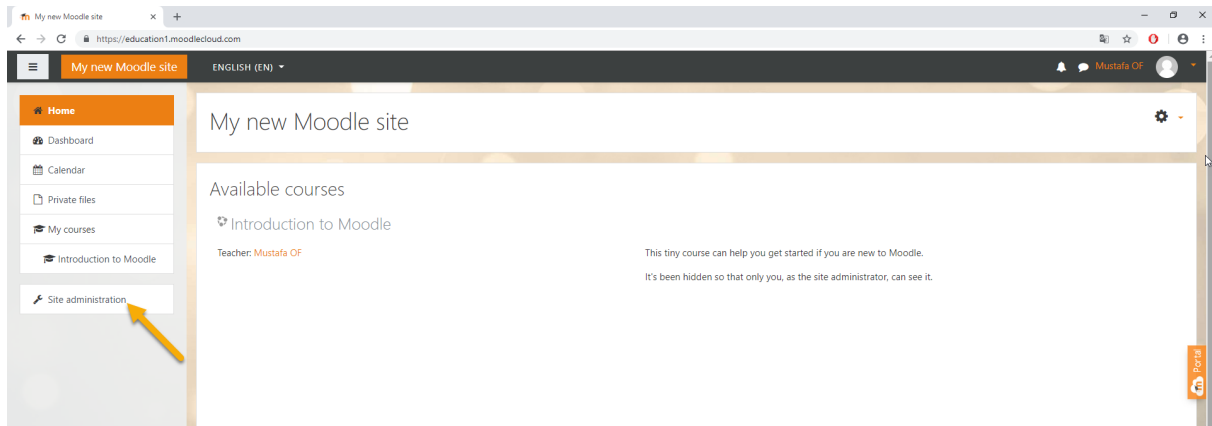 My new Moodle site
https://education1.moodlecloud.com
My new Moodle site
ENGLISH (EN)
Mustafa OF
Home
Dashboard
Calendar
Private files
My courses
Introduction to Moodle
Site administration
My new Moodle site
Available courses
Introduction to Moodle
Teacher: Mustafa OF
This tiny course can help you get started if you are new to Moodle.
It's been hidden so that only you, as the site administrator, can see it.
Portal